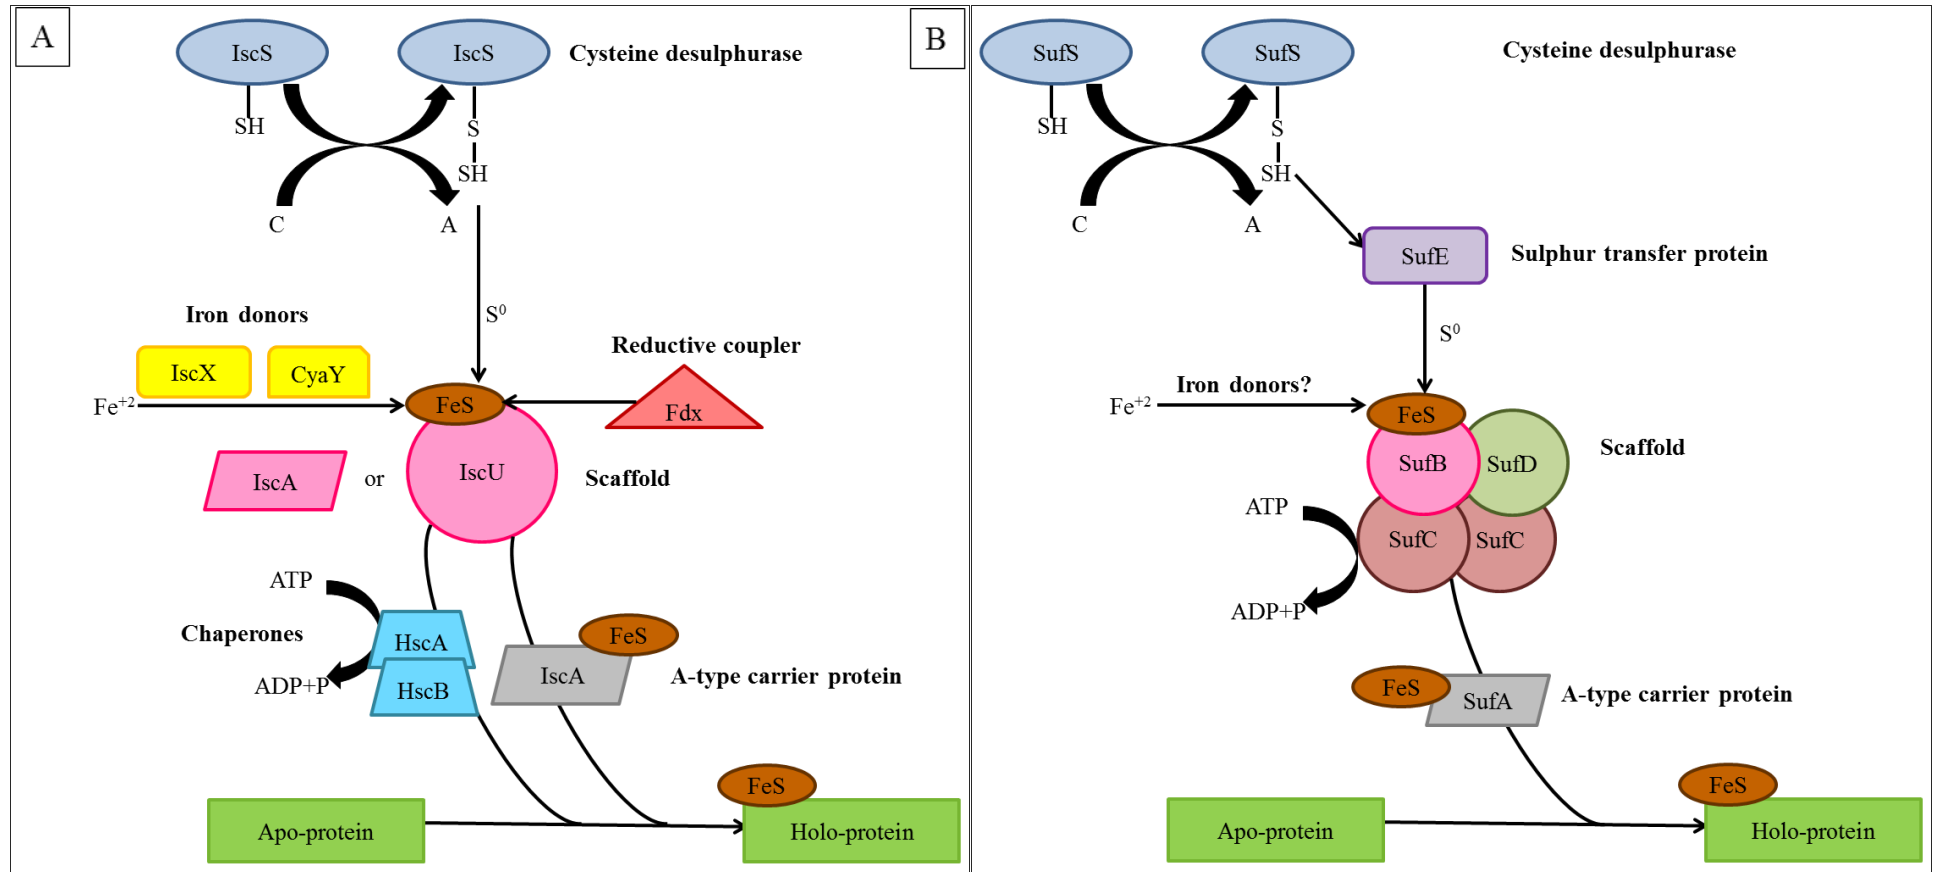 A
IscS
IscS
Cysteine desulphurase
SH
S
SH
C
A
S⁰
Iron donors
IscX
CyaY
Fe⁺²
FeS
Reductive coupler
Fdx
IscA
or
IscU
Scaffold
ATP
Chaperones
HscA
ADP+P
HscB
FeS
IscA
A-type carrier protein
FeS
Apo-protein
Holo-protein
B
SufS
SufS
Cysteine desulphurase
SH
S
SH
C
A
SufE
Sulphur transfer protein
S⁰
Iron donors?
Fe⁺²
FeS
SufB
SufD
Scaffold
ATP
SufC
SufC
ADP+P
FeS
SufA
A-type carrier protein
FeS
Apo-protein
Holo-protein